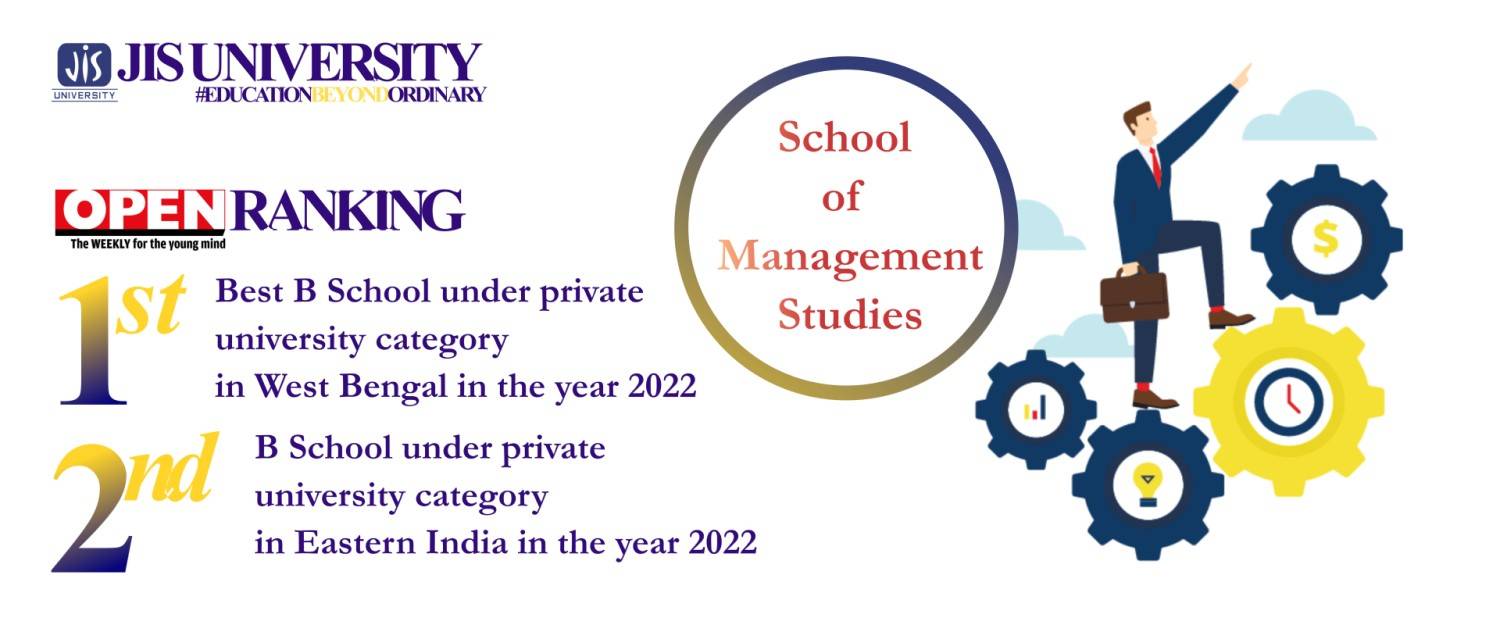 JIS JIS UNIVERSITY
UNIVERSITY #EDUCATIONBEYONDORDINARY
OPEN RANKING
The WEEKLY for the young mind
1st Best B School under private
university category
in West Bengal in the year 2022
2nd B School under private
university category
in Eastern India in the year 2022
School
of
Management
Studies
$